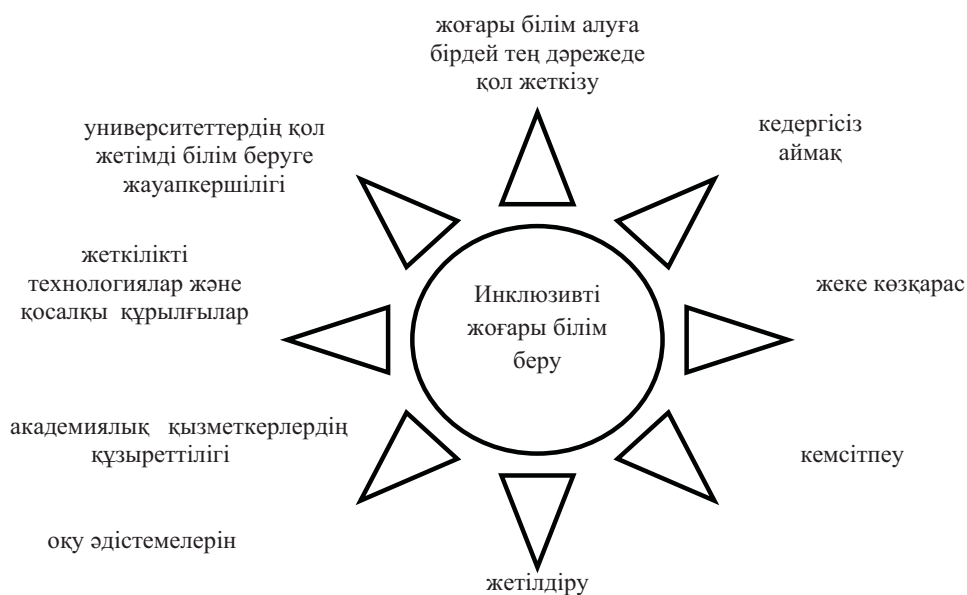 жоғары білім алуға
бірдей тең дәрежеде
қол жеткізу
университеттердің қол
жетімді білім беруге
жауапкершілігі
кедергісіз
аймақ
жеткілікті
технологиялар және
қосалқы құрылғылар
Инклюзивті
жоғары білім
беру
жеке көзқарас
академиялық қызметкерлердің
құзыреттілігі
кемсітпеу
оқу әдістемелерін
жетілдіру